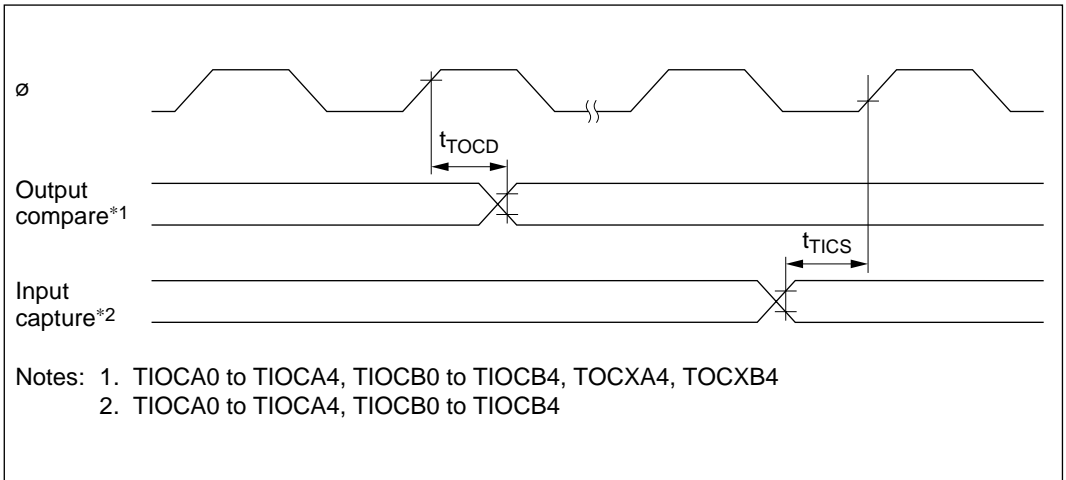 ø
tTOCD
Output
compare*1
tTICS
Input
capture*2
Notes: 1. TIOCA0 to TIOCA4, TIOCB0 to TIOCB4, TOCXA4, TOCXB4
2. TIOCA0 to TIOCA4, TIOCB0 to TIOCB4